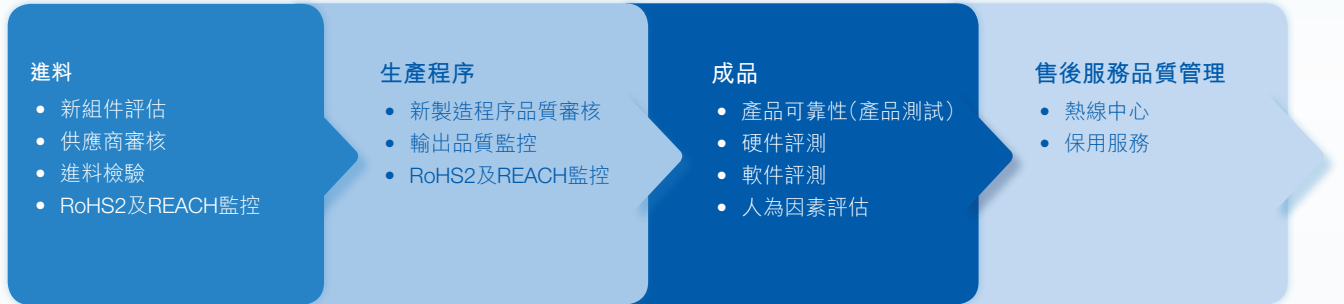 進料
• 新組件評估
• 供應商審核
• 進料檢驗
• RoHS2及REACH監控
生產程序
• 新製造程序品質審核
• 輸出品質監控
• RoHS2及REACH監控
成品
• 產品可靠性(產品測試)
• 硬件評測
• 軟件評測
• 人為因素評估
售後服務品質管理
• 熱線中心
• 保用服務